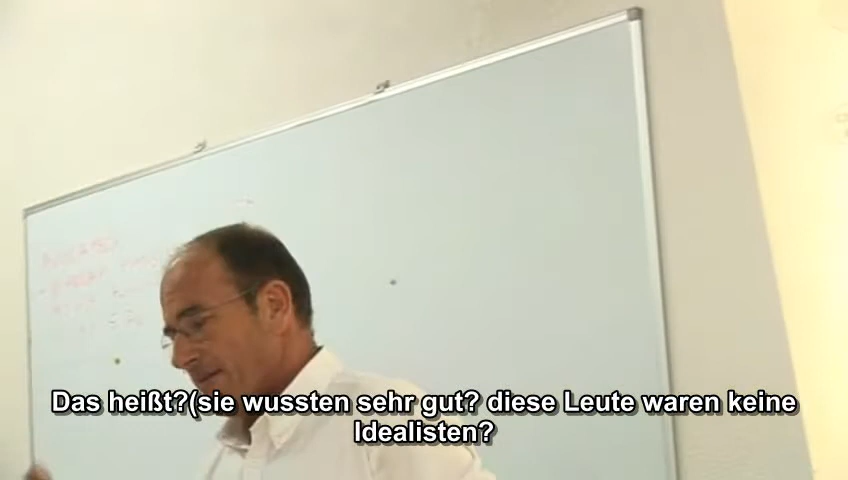 Das heißt?(sie wussten sehr gut? diese Leute waren keine
Idealisten?